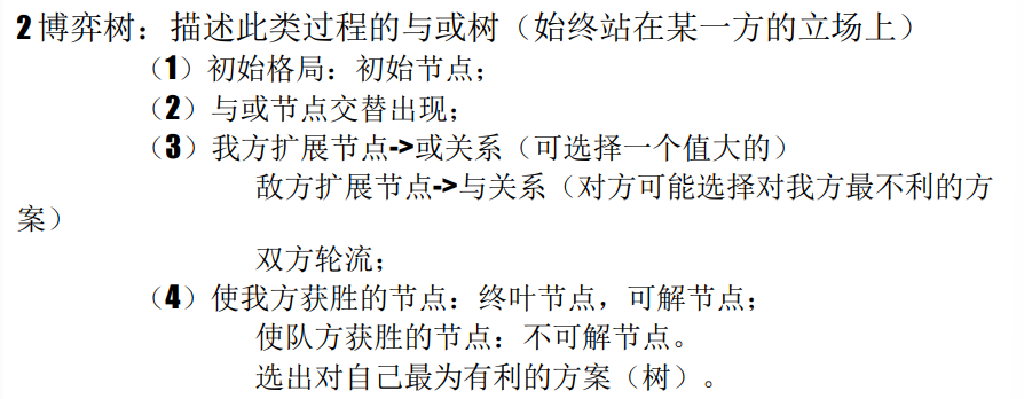 2 博弈树：描述此类过程的与或树（始终站在某一方的立场上）
（1）初始格局：初始节点；
（2）与或节点交替出现；
（3）我方扩展节点->或关系（可选择一个值大的）
敌方扩展节点->与关系（对方可能选择对我方最不利的方
案）
双方轮流；
（4）使我方获胜的节点：终叶节点，可解节点；
使队方获胜的节点：不可解节点。
选出对自己最为有利的方案（树）。